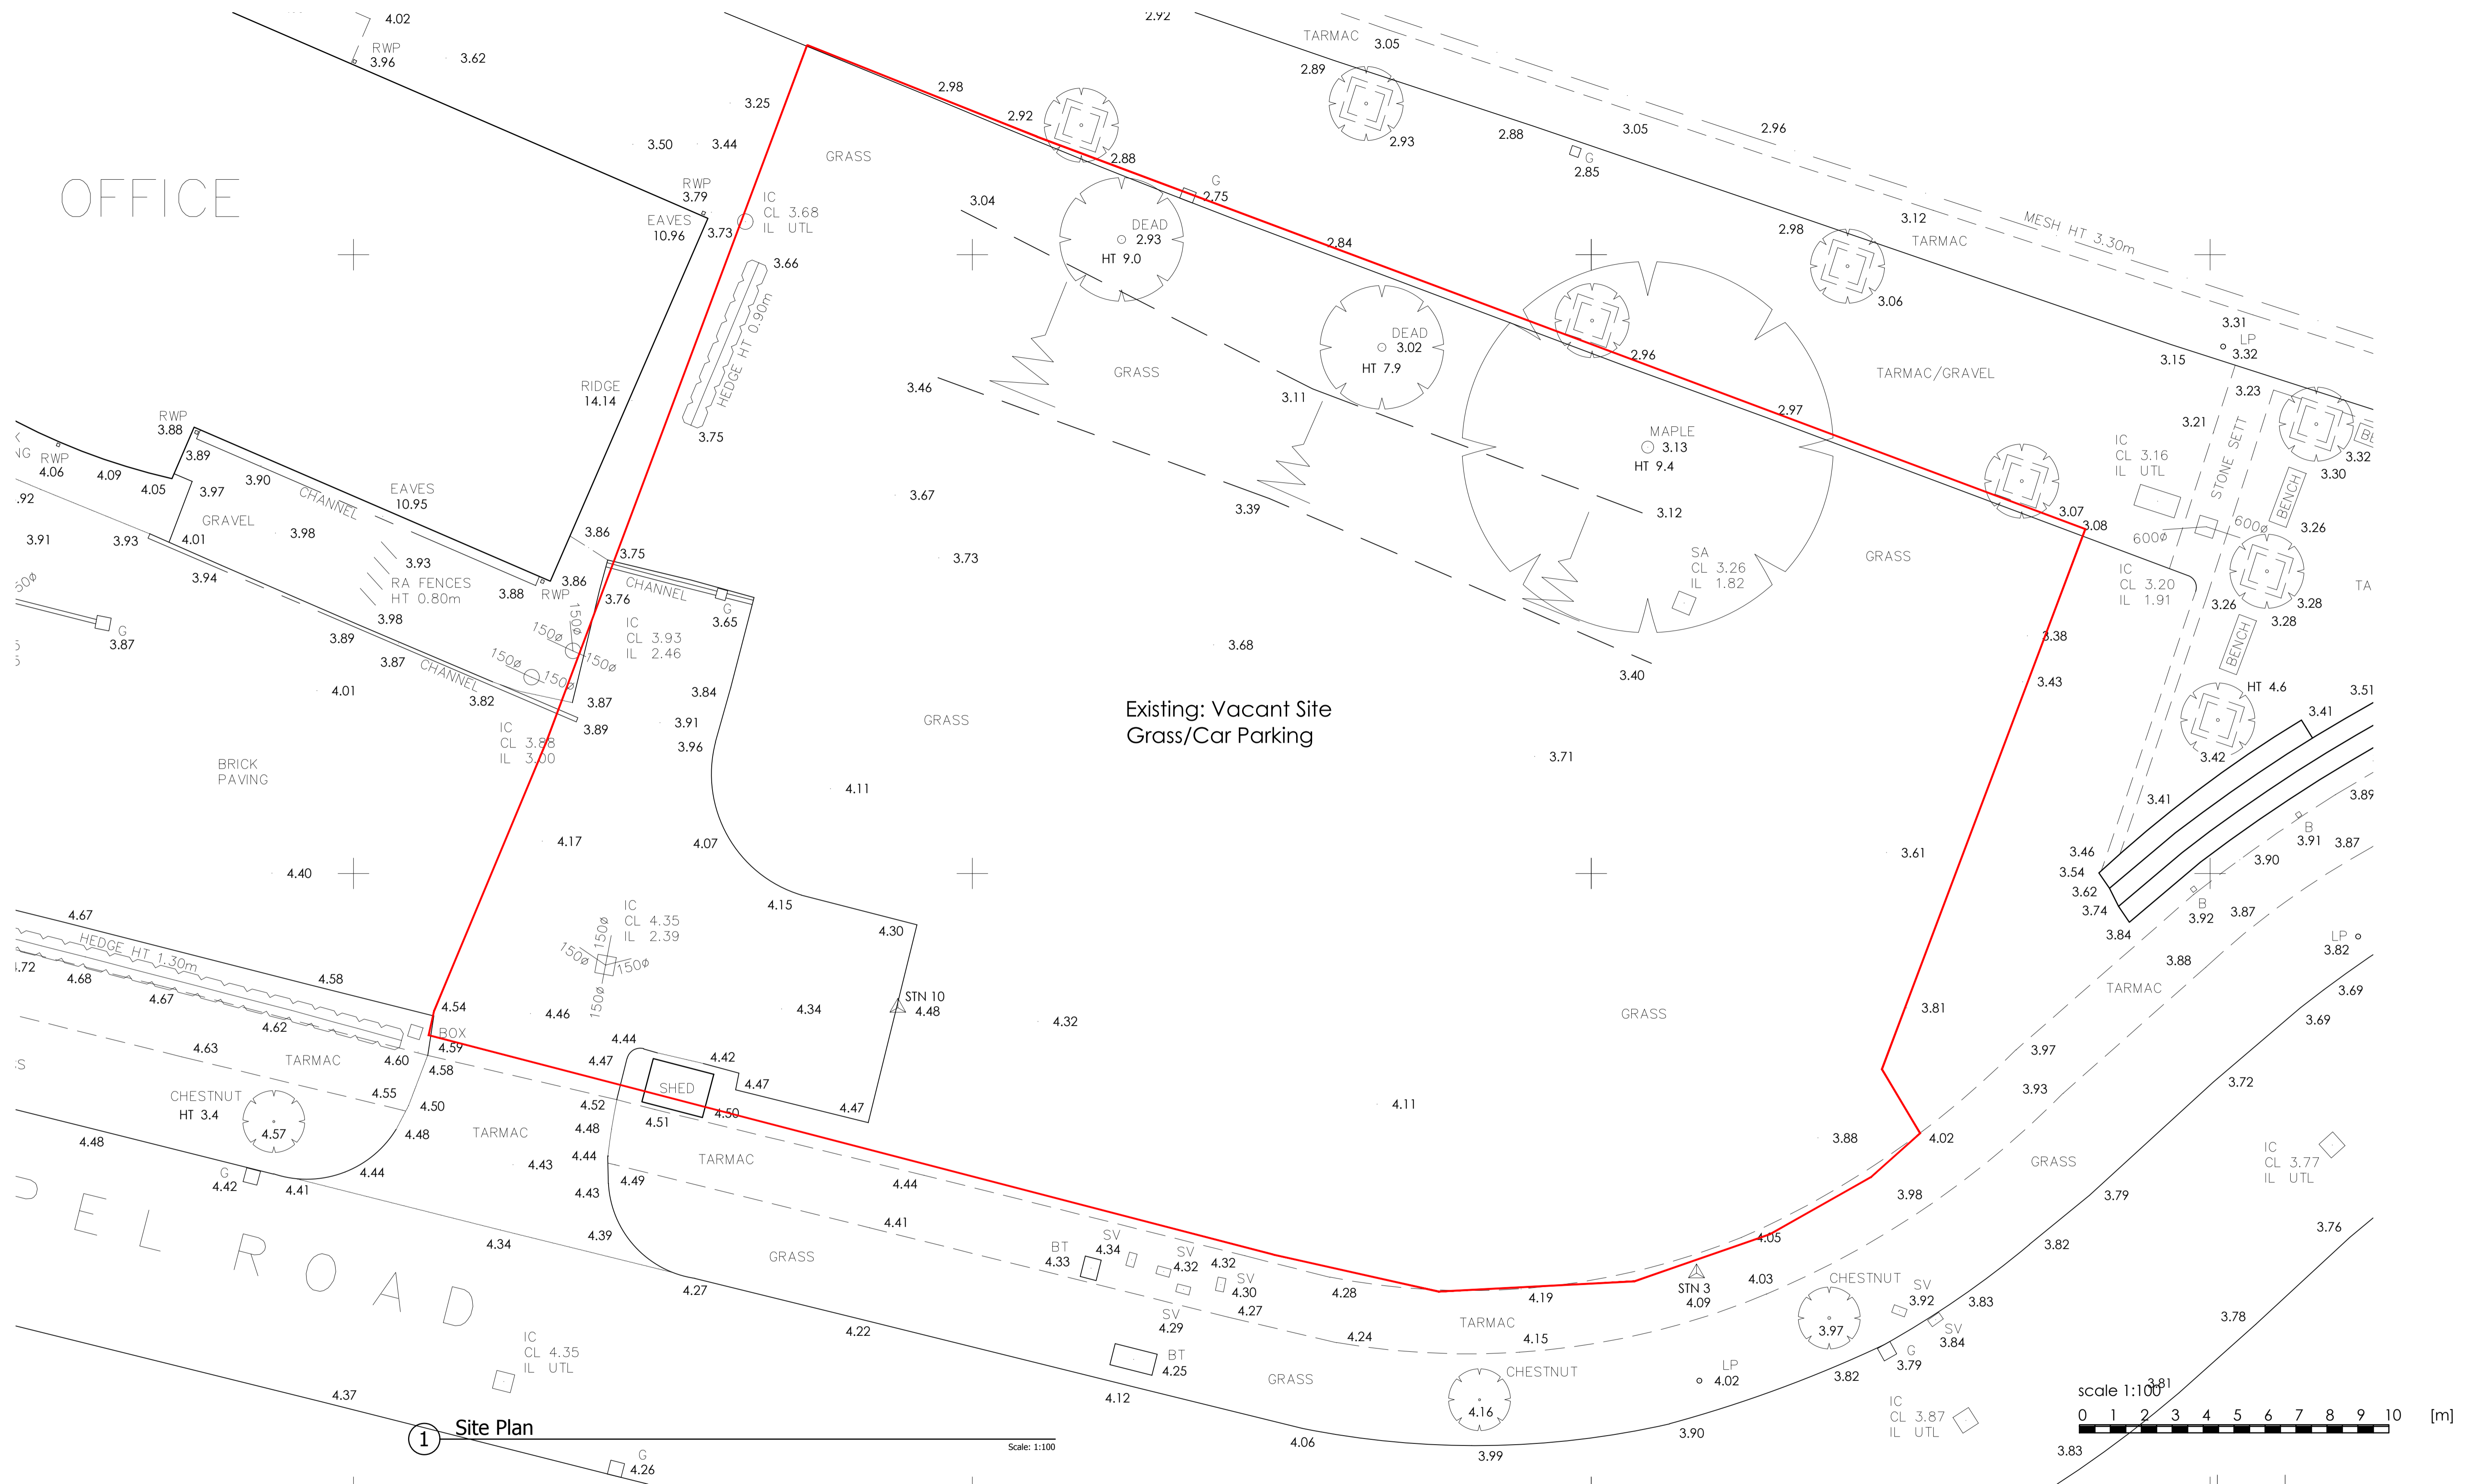 4.02
2.92
RWP
3.96
3.62
TARMAC
3.05
2.98
3.25
2.89
2.92
2.93
2.88
3.05
2.96
3.50
3.44
GRASS
2.88
G
2.85
OFFICE
RWP
3.79
IC
CL 3.68
IL UTL
G
2.75
3.04
EAVES
10.96
3.73
DEAD
2.93
HT 9.0
2.84
2.98
3.12
TARMAC
MESH HT 3.30m
3.66
HEDGE HT 0.90m
3.06
3.31
LP
3.32
DEAD
3.02
HT 7.9
2.96
3.15
GRASS
TARMAC/GRAVEL
3.23
RIDGE
14.14
3.46
3.11
2.97
3.21
STONE SETT
RWP
3.88
3.75
MAPLE
3.13
HT 9.4
IC
CL 3.16
IL UTL
3.32
3.30
BE
NG
RWP
4.06
4.09
4.05
3.89
3.90
3.97
CHANNEL
EAVES
10.95
3.67
3.39
3.12
3.07
3.08
BENCH
600ø
600ø
3.26
.92
GRAVEL
3.98
3.86
3.91
3.93
4.01
3.75
3.73
SA
CL 3.26
IL 1.82
GRASS
IC
CL 3.20
IL 1.91
TA
3.94
3.93
RA FENCES
HT 0.80m
3.88
3.86
RWP
CHANNEL
3.76
G
3.65
3.26
3.28
3.28
G
3.87
3.98
3.89
3.87
CHANNEL
150ø
150ø
150ø
150ø
150ø
IC
CL 3.93
IL 2.46
3.68
3.38
BENCH
4.01
3.82
3.84
3.40
3.43
HT 4.6
3.51
3.87
3.89
3.91
3.96
GRASS
Existing: Vacant Site
Grass/Car Parking
3.41
IC
CL 3.88
IL 3.00
3.71
3.42
BRICK
PAVING
4.11
3.41
3.89
B
3.91
3.87
4.17
4.07
3.61
3.46
3.90
4.40
3.54
3.62
3.74
B
3.92
3.87
4.67
IC
CL 4.35
IL 2.39
4.15
4.30
3.84
LP
3.82
HEDGE HT 1.30m
150ø
150ø
150ø
150ø
3.88
4.72
4.68
4.67
4.58
TARMAC
3.69
4.54
STN 10
4.48
4.62
4.46
4.34
4.32
GRASS
3.81
3.69
BOX
4.59
4.63
TARMAC
4.60
4.58
4.44
4.47
4.42
4.47
3.97
S
CHESTNUT
HT 3.4
4.55
4.50
SHED
4.50
4.47
3.93
3.72
4.52
4.51
4.11
4.48
4.57
4.48
TARMAC
4.48
3.88
4.02
G
4.42
4.41
4.44
4.43
4.44
TARMAC
GRASS
IC
CL 3.77
IL UTL
4.43
4.49
4.44
3.98
3.79
PEL ROAD
4.34
4.39
4.41
3.76
GRASS
BT
4.33
SV
4.34
SV
4.32
4.32
SV
4.30
4.27
4.05
3.82
4.27
4.28
4.19
STN 3
4.09
4.03
CHESTNUT
SV
3.92
3.83
SV
4.29
4.22
4.24
TARMAC
4.15
3.97
SV
3.84
3.78
IC
CL 4.35
IL UTL
BT
4.25
GRASS
CHESTNUT
LP
4.02
3.82
G
3.79
4.37
4.12
4.16
IC
CL 3.87
IL UTL
scale 1:100
3.81
0 1 2 3 4 5 6 7 8 9 10 [m]
1
Site Plan
Scale: 1:100
3.90
4.06
3.99
3.83
G
4.26